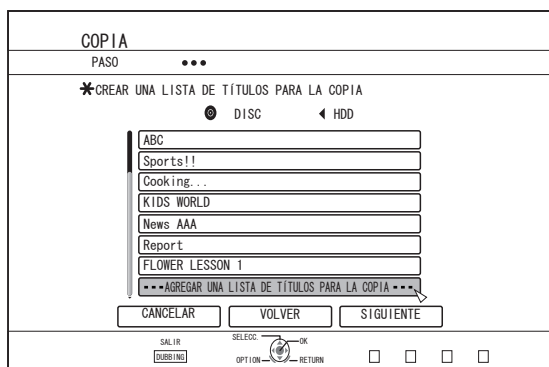 COPIA
PASO
CREAR UNA LISTA DE TÍTULOS PARA LA COPIA
DISC HDD
ABC
Sports!!
Cooking...
KIDS WORLD
News AAA
Report
FLOWER LESSON 1
---AGREGAR UNA LISTA DE TÍTULOS PARA LA COPIA ---
CANCELAR VOLVER SIGUIENTE
SALIR SELECC. OK
DUBBING OPTION RETURN